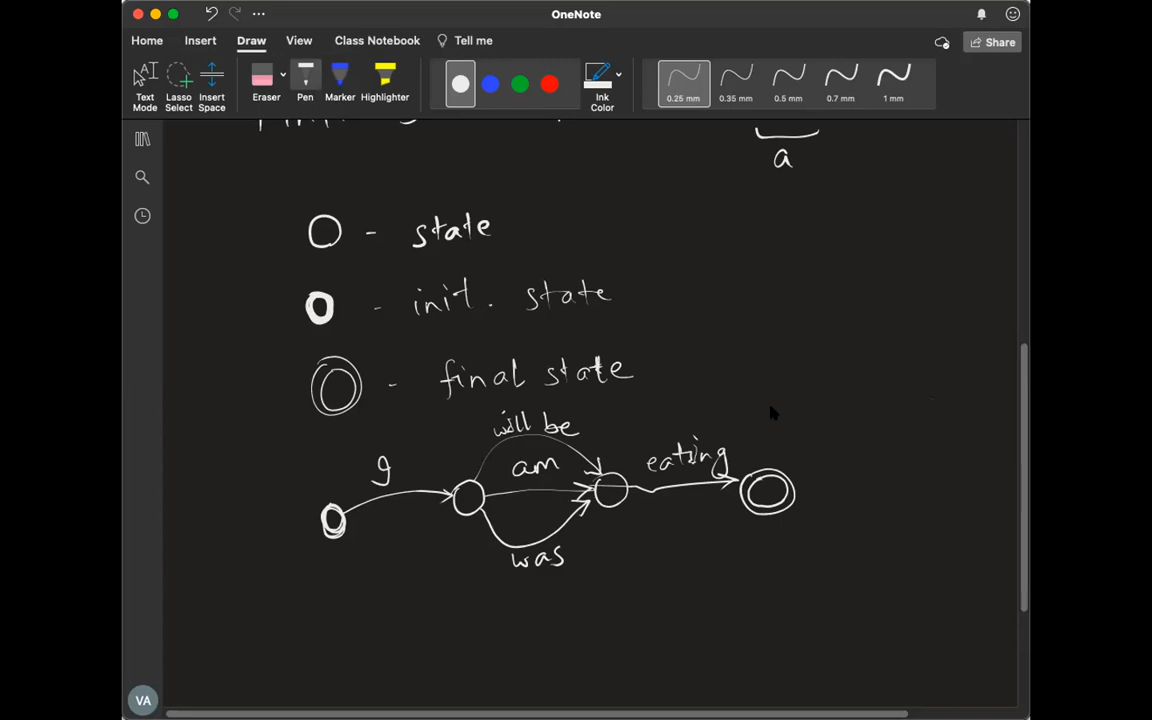 OneNote
Home Insert Draw View Class Notebook Tell me
Share
Text Mode
Lasso Select
Insert Space
Eraser
Pen
Marker
Highlighter
Ink Color
0.25 mm
0.35 mm
0.5 mm
0.7 mm
1 mm
a
- state
- init. state
- final state
will be
am
eating
was
VA